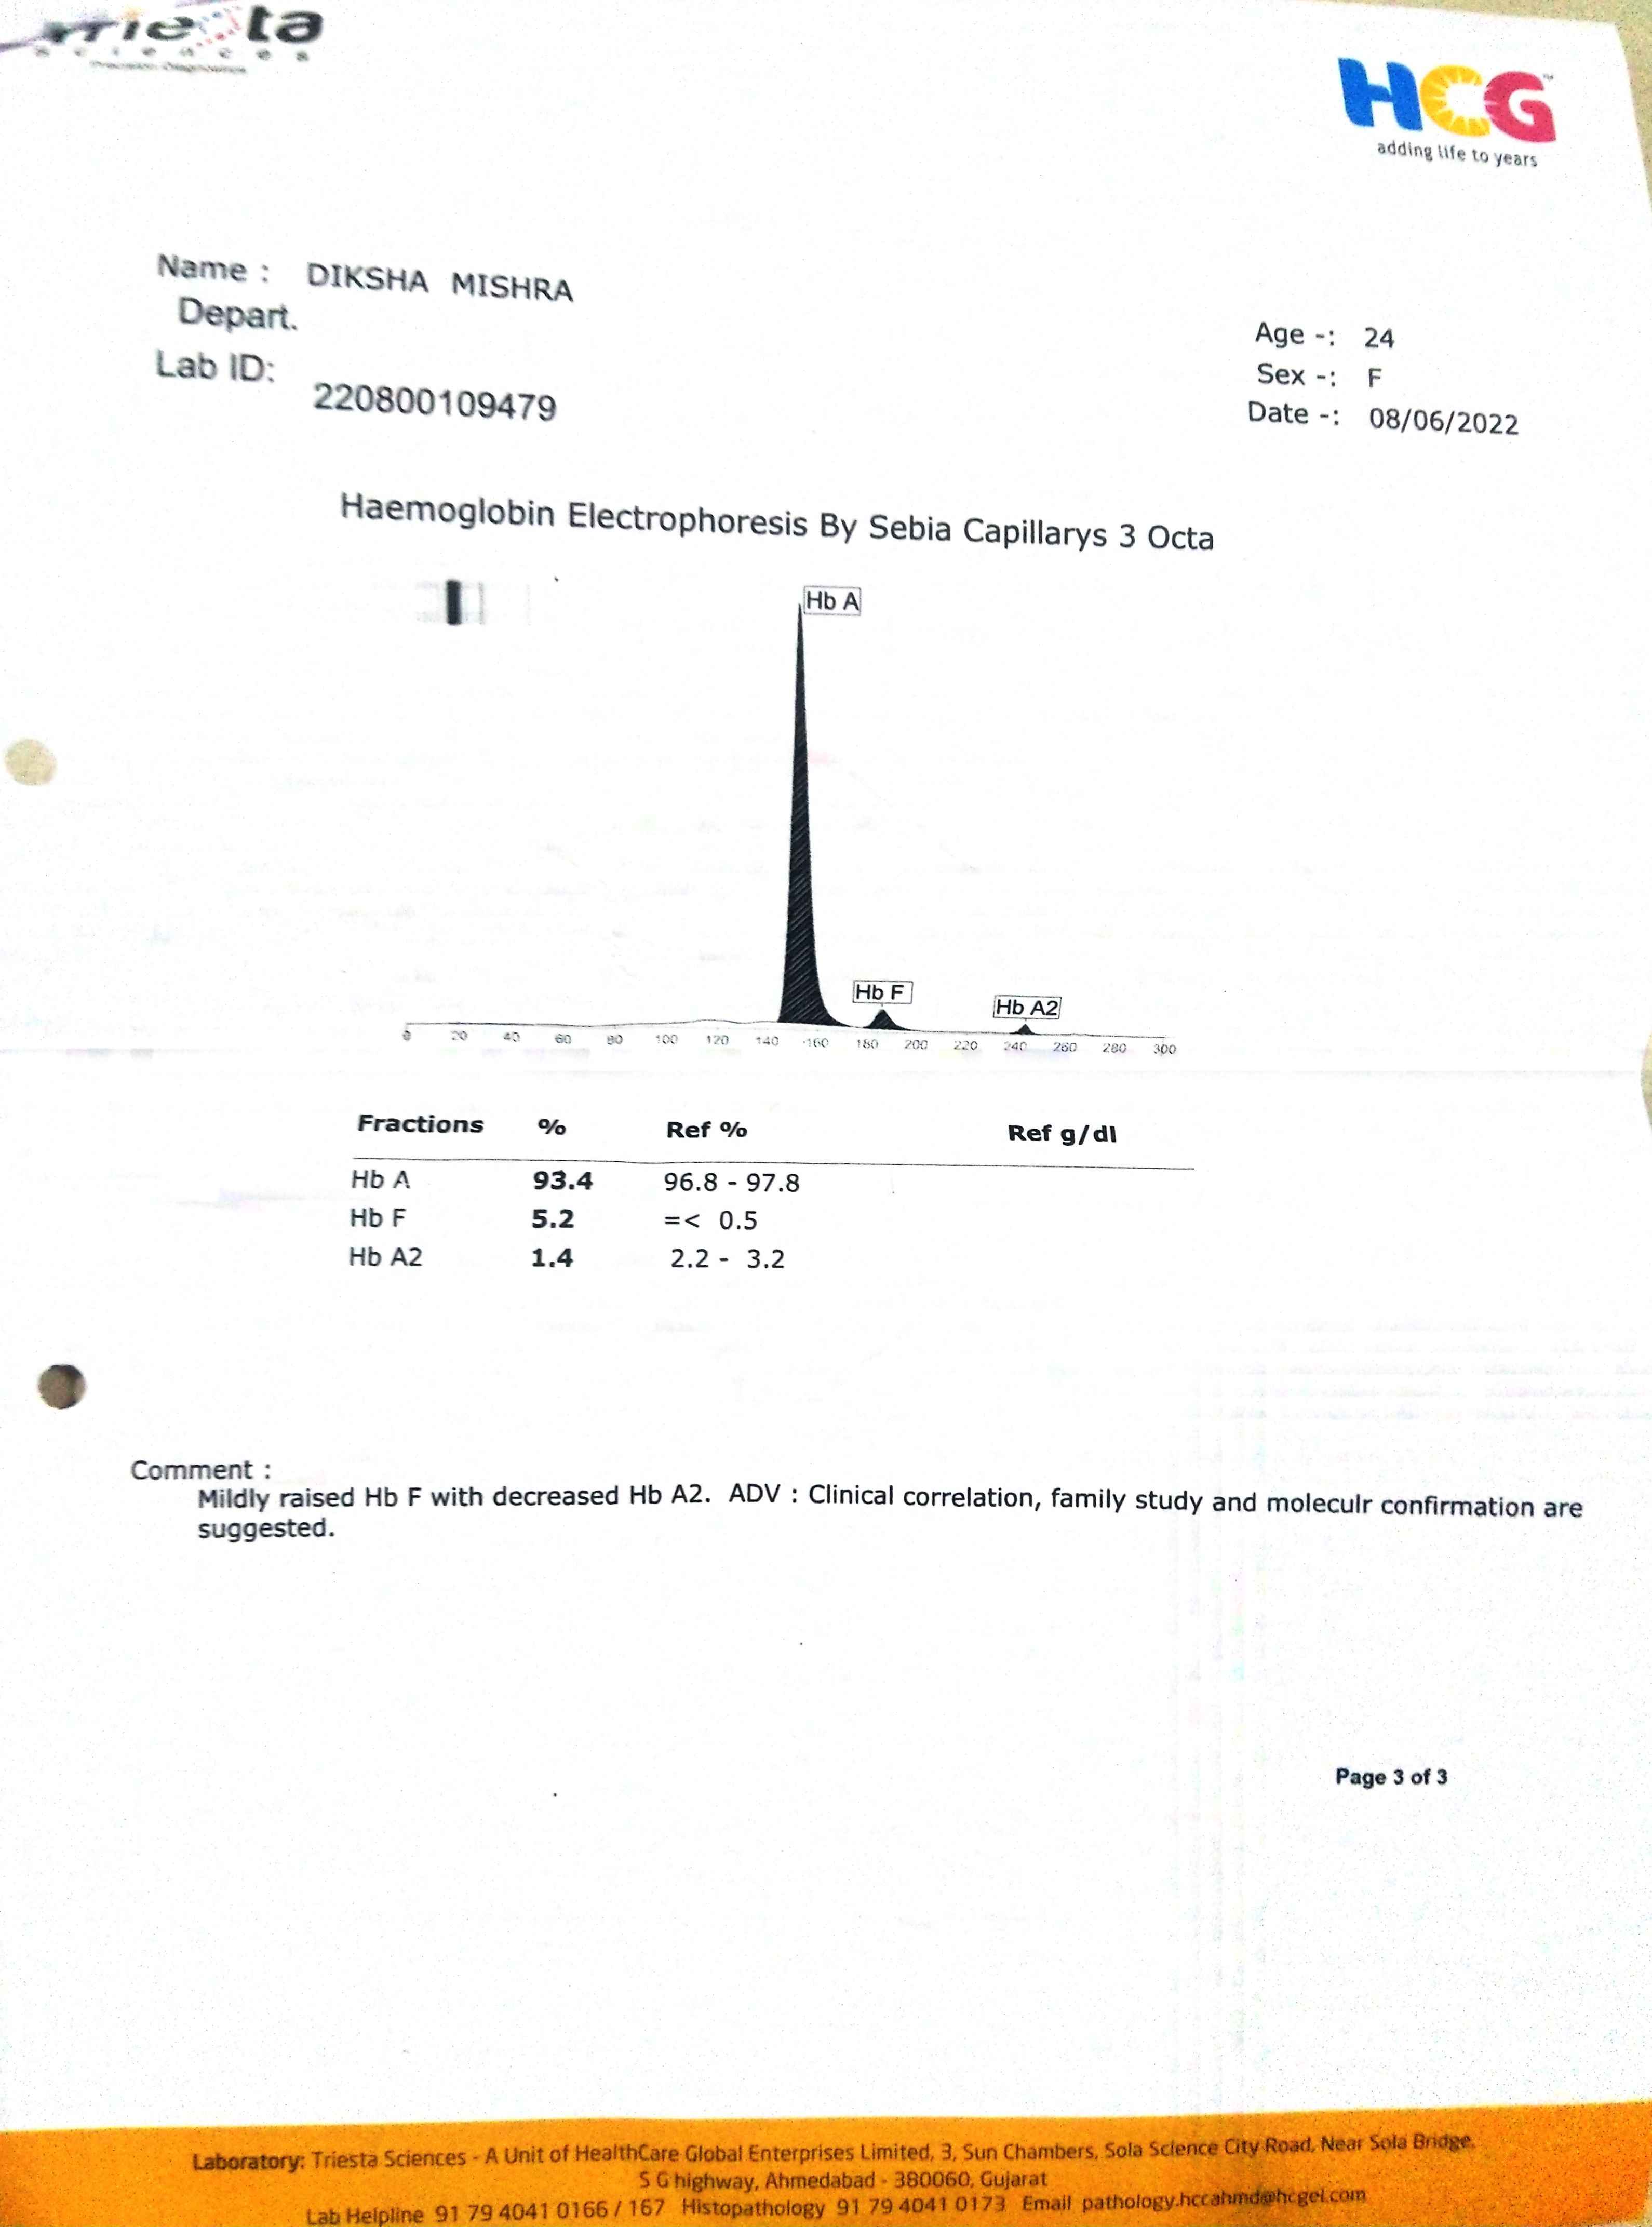 Triesta
Sciences
Precision Diagnostics
HCG™
adding life to years
Name : DIKSHA MISHRA
Depart.
Lab ID:
220800109479
Age -: 24
Sex -: F
Date -: 08/06/2022
Haemoglobin Electrophoresis By Sebia Capillarys 3 Octa
Hb A
Hb F
Hb A2
0 20 40 60 80 100 120 140 160 180 200 220 240 260 280 300
Fractions % Ref % Ref g/dl
Hb A 93.4 96.8 - 97.8
Hb F 5.2 =< 0.5
Hb A2 1.4 2.2 - 3.2
Comment :
Mildly raised Hb F with decreased Hb A2. ADV : Clinical correlation, family study and moleculr confirmation are
suggested.
Page 3 of 3
Laboratory: Triesta Sciences - A Unit of HealthCare Global Enterprises Limited, 3, Sun Chambers, Sola Science City Road, Near Sola Bridge,
S G highway, Ahmedabad - 380060, Gujarat
Lab Helpline 91 79 4041 0166 / 167 Histopathology 91 79 4041 0173 Email pathology.hccahmd@hcgel.com